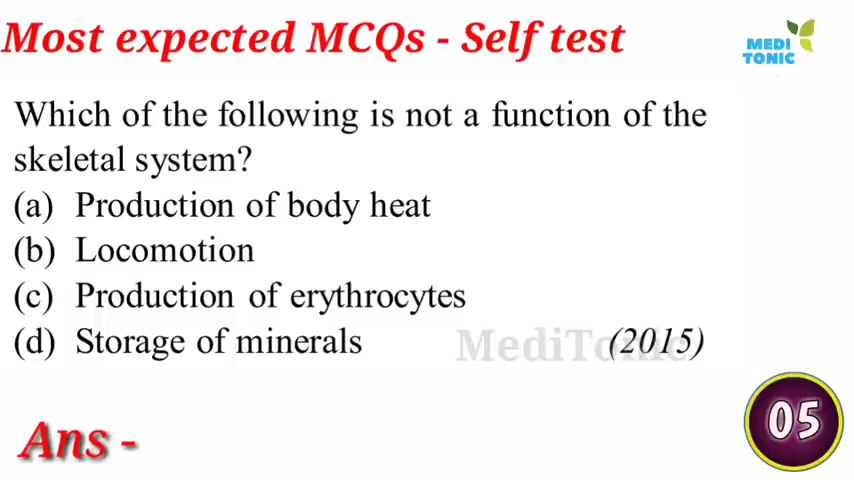 Most expected MCQs - Self test
MEDI
TONIC
Which of the following is not a function of the
skeletal system?
(a) Production of body heat
(b) Locomotion
(c) Production of erythrocytes
(d) Storage of minerals
MediTonic
(2015)
05
Ans -